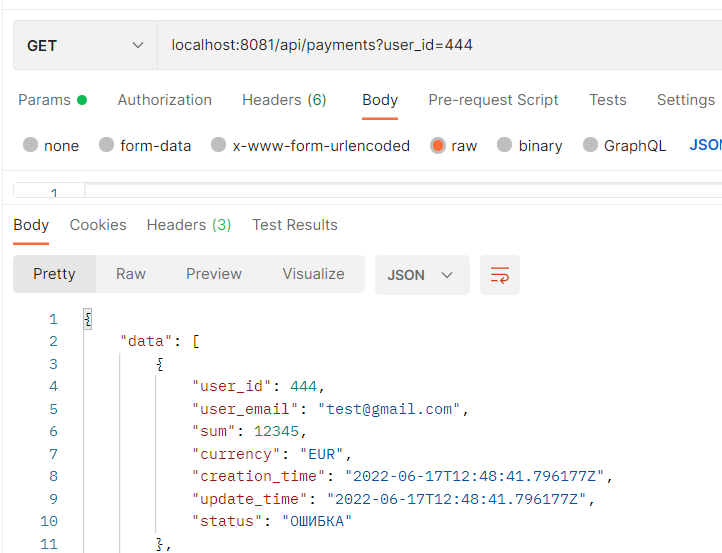 GET localhost:8081/api/payments?user_id=444
Params Authorization Headers (6) Body Pre-request Script Tests Settings
none form-data x-www-form-urlencoded raw binary GraphQL JSON
1
Body Cookies Headers (3) Test Results
Pretty Raw Preview Visualize JSON
1 {
2 "data": [
3 {
4 "user_id": 444,
5 "user_email": "test@gmail.com",
6 "sum": 12345,
7 "currency": "EUR",
8 "creation_time": "2022-06-17T12:48:41.796177Z",
9 "update_time": "2022-06-17T12:48:41.796177Z",
10 "status": "ОШИБКА"
11 },